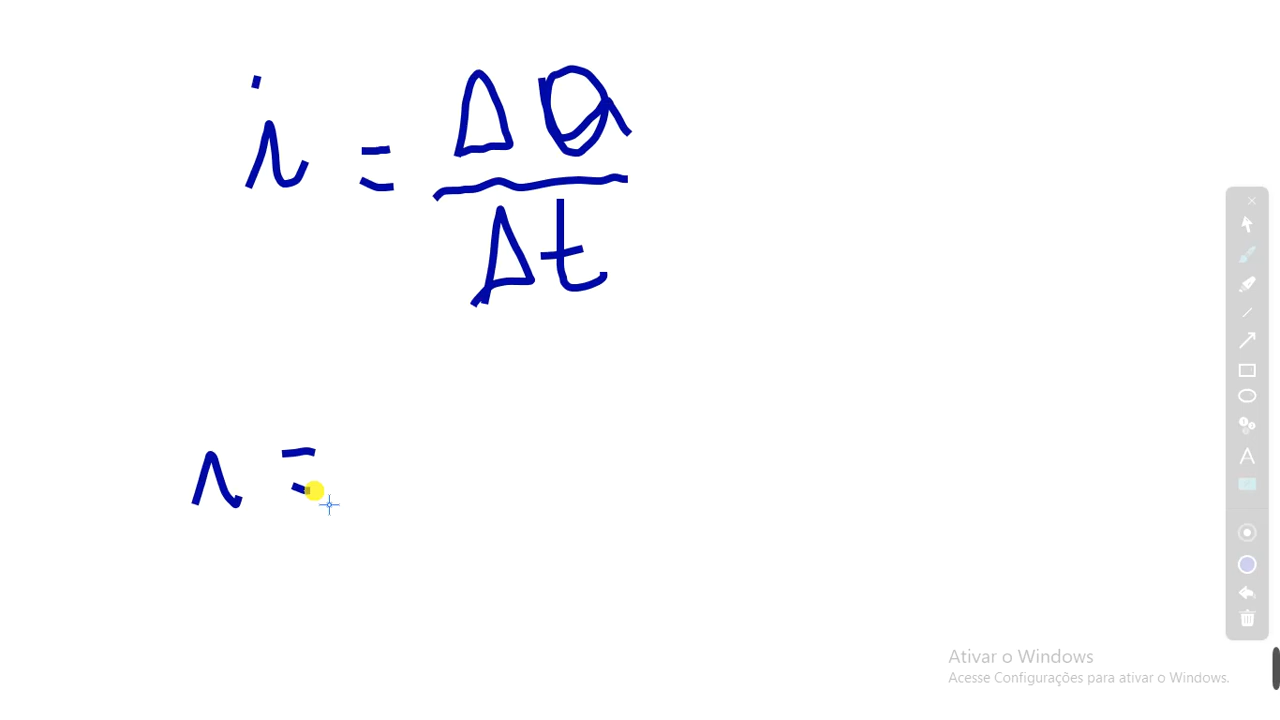 i = ΔQ
Δt
i =
Ativar o Windows
Acesse Configurações para ativar o Windows.